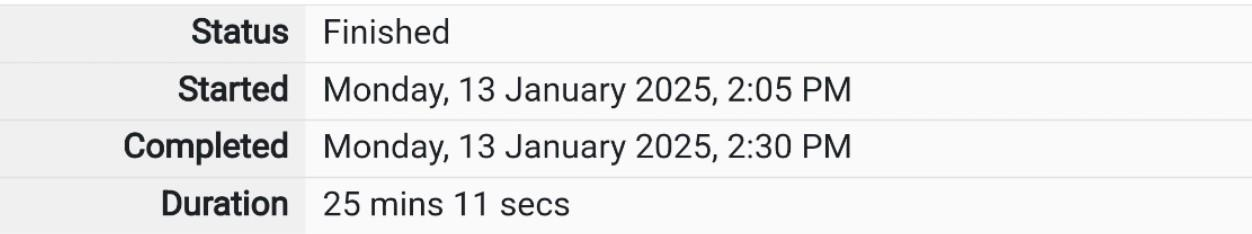 Status Finished
Started Monday, 13 January 2025, 2:05 PM
Completed Monday, 13 January 2025, 2:30 PM
Duration 25 mins 11 secs